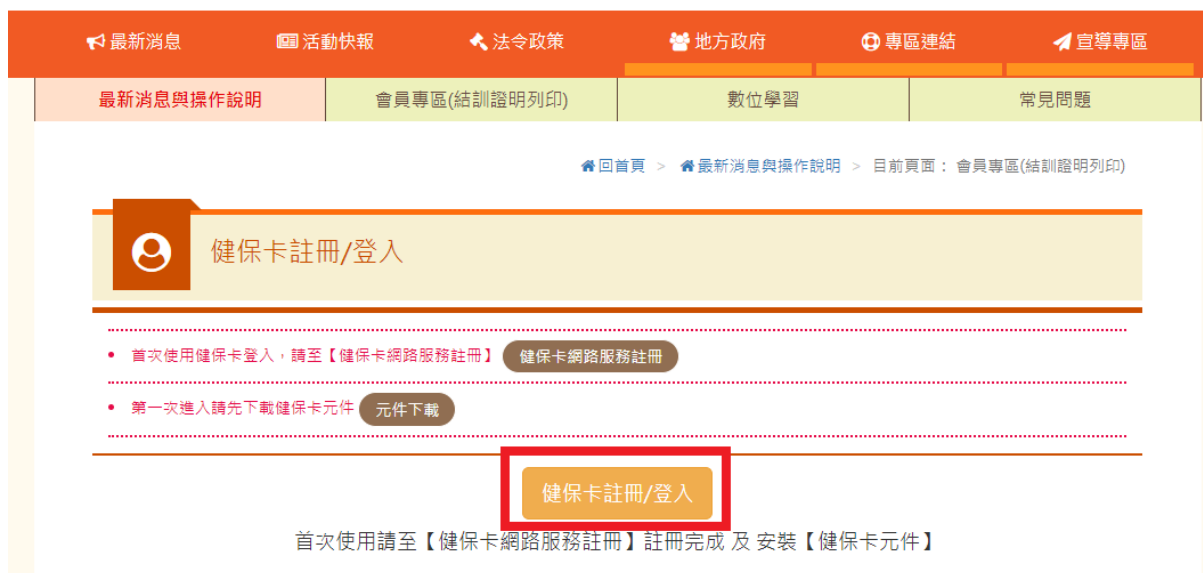 最新消息 活動快報 法令政策 地方政府 專區連結 宣導專區
最新消息與操作說明 會員專區(結訓證明列印) 數位學習 常見問題
回首頁 > 最新消息與操作說明 > 目前頁面： 會員專區(結訓證明列印)
健保卡註冊/登入
首次使用健保卡登入，請至【健保卡網路服務註冊】 健保卡網路服務註冊
第一次進入請先下載健保卡元件 元件下載
健保卡註冊/登入
首次使用請至【健保卡網路服務註冊】註冊完成 及 安裝【健保卡元件】